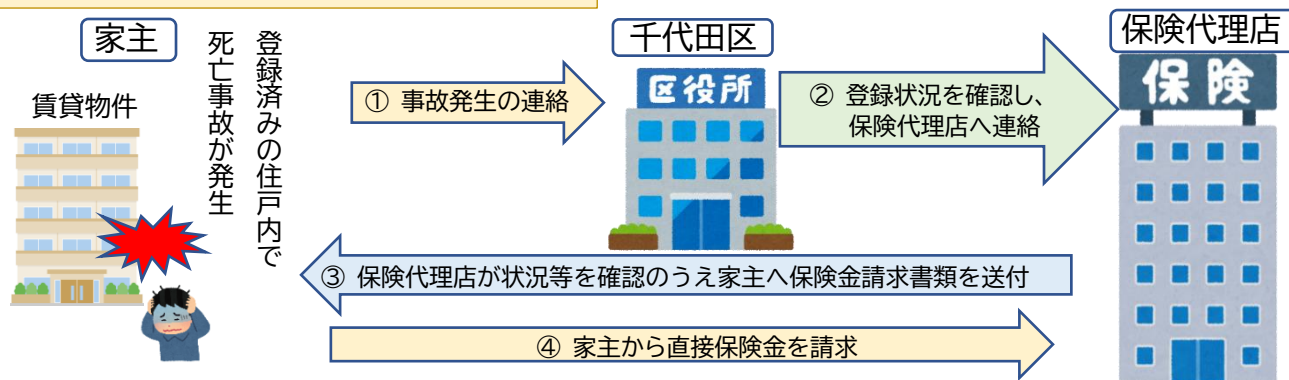 家主
千代田区
保険代理店
賃貸物件
登録済みの住戸内で
死亡事故が発生
① 事故発生の連絡
区役所
② 登録状況を確認し、
保険代理店へ連絡
保険
③ 保険代理店が状況等を確認のうえ家主へ保険金請求書類を送付
④ 家主から直接保険金を請求